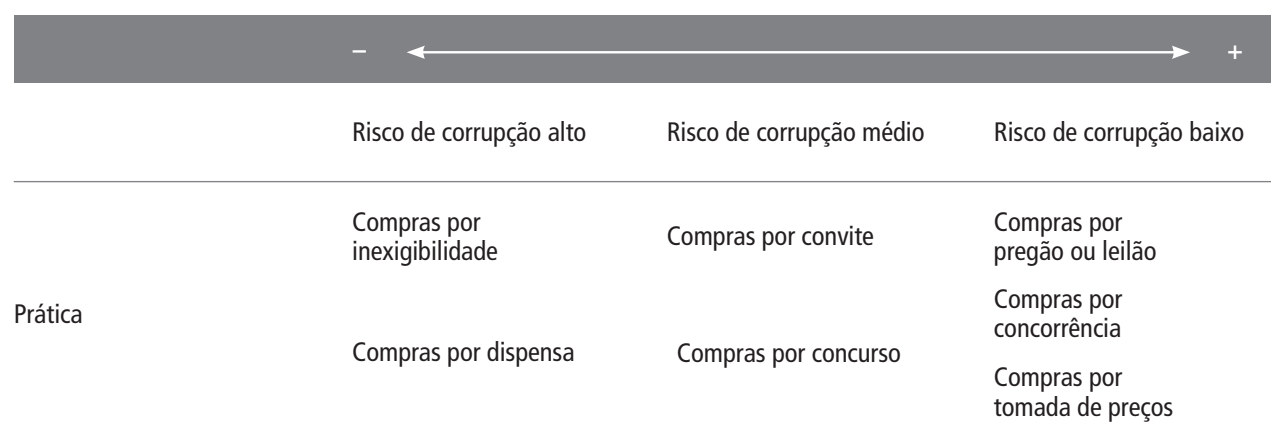 – +
Risco de corrupção alto Risco de corrupção médio Risco de corrupção baixo
Prática
Compras por
inexigibilidade
Compras por dispensa
Compras por convite
Compras por concurso
Compras por
pregão ou leilão
Compras por
concorrência
Compras por
tomada de preços